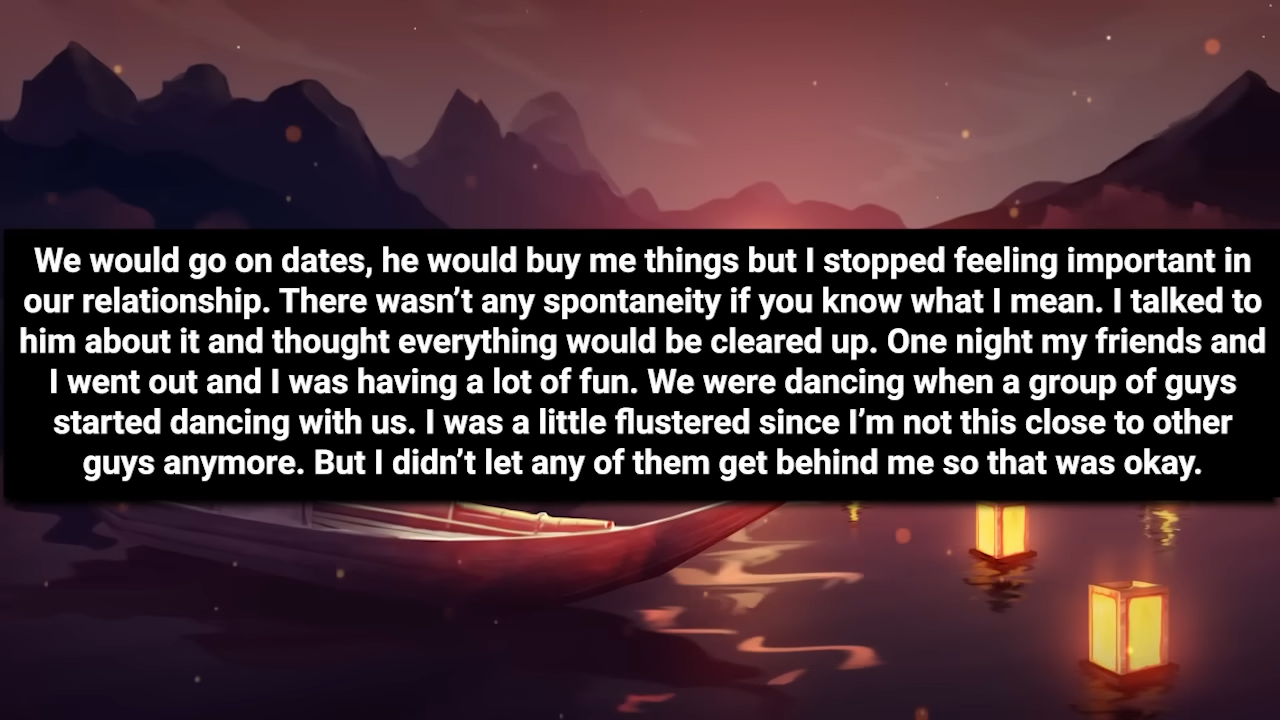 We would go on dates, he would buy me things but I stopped feeling important in
our relationship. There wasn’t any spontaneity if you know what I mean. I talked to
him about it and thought everything would be cleared up. One night my friends and
I went out and I was having a lot of fun. We were dancing when a group of guys
started dancing with us. I was a little flustered since I’m not this close to other
guys anymore. But I didn’t let any of them get behind me so that was okay.